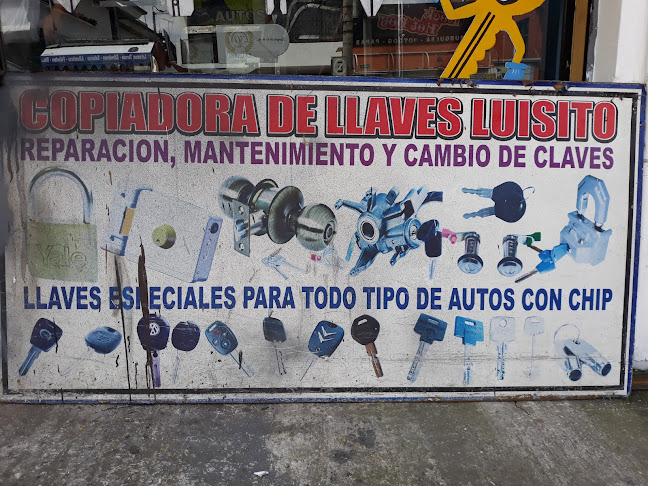 AUTO
COPIADORA DE LLAVES LUISITO
REPARACION, MANTENIMIENTO Y CAMBIO DE CLAVES
Yale
LLAVES ESPECIALES PARA TODO TIPO DE AUTOS CON CHIP